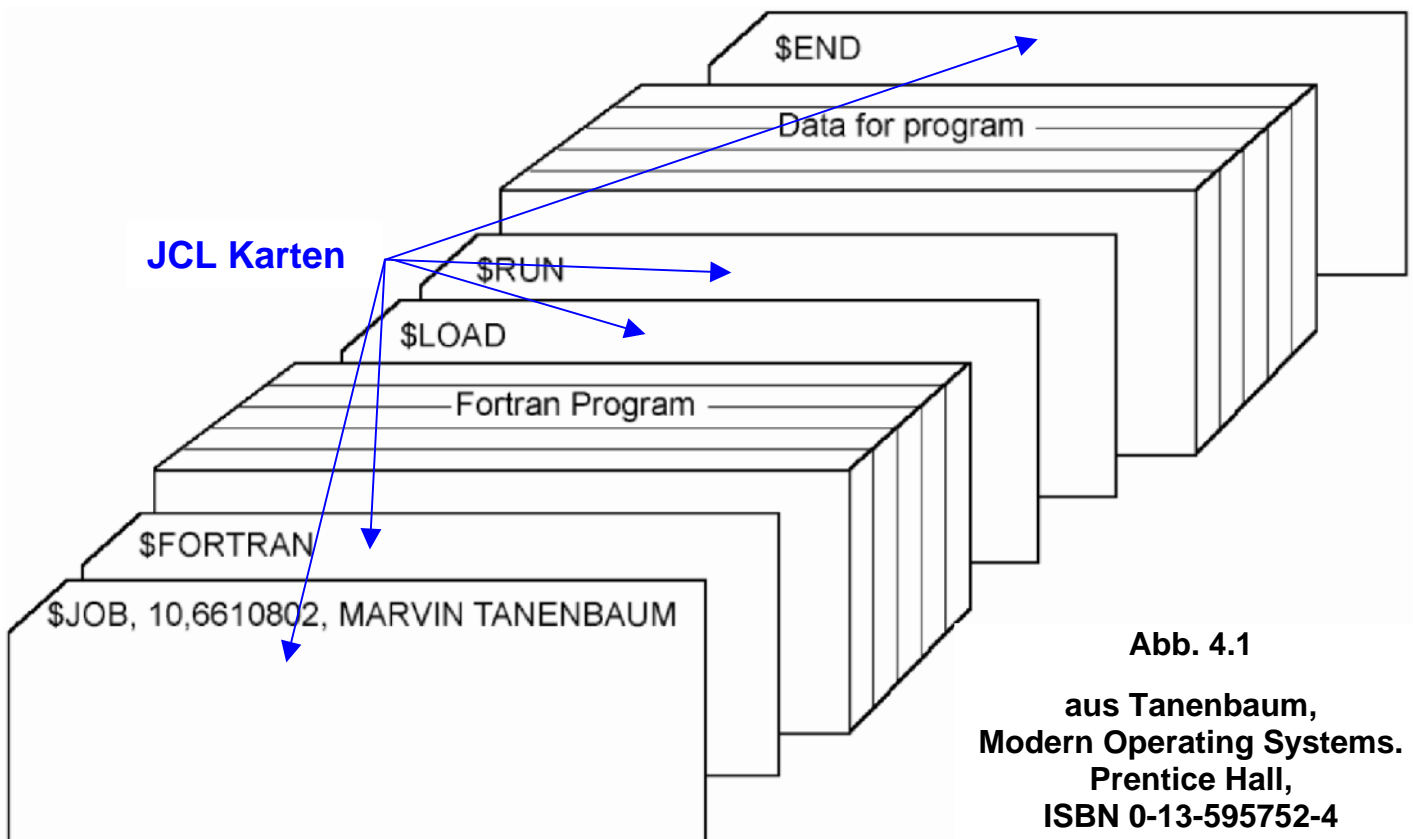 $END
Data for program
JCL Karten
$RUN
$LOAD
Fortran Program
$FORTRAN
$JOB, 10,6610802, MARVIN TANENBAUM
Abb. 4.1
aus Tanenbaum,
Modern Operating Systems.
Prentice Hall,
ISBN 0-13-595752-4